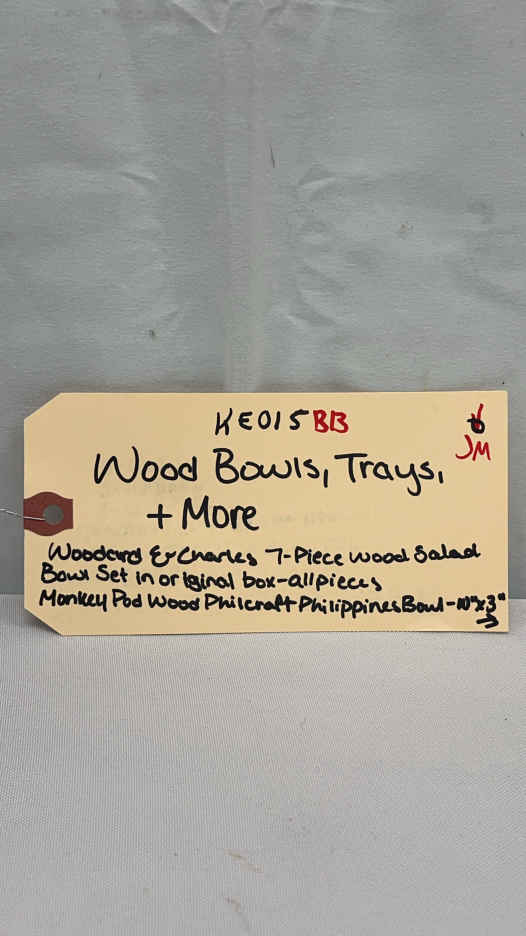 KE015BB
JM
Wood Bowls, Trays,
+ More
Woodard & Charles 7-Piece Wood Salad
Bowl Set in original box-all pieces
Monkey Pod Wood Philcraft Philippines Bowl-10"x3"
→